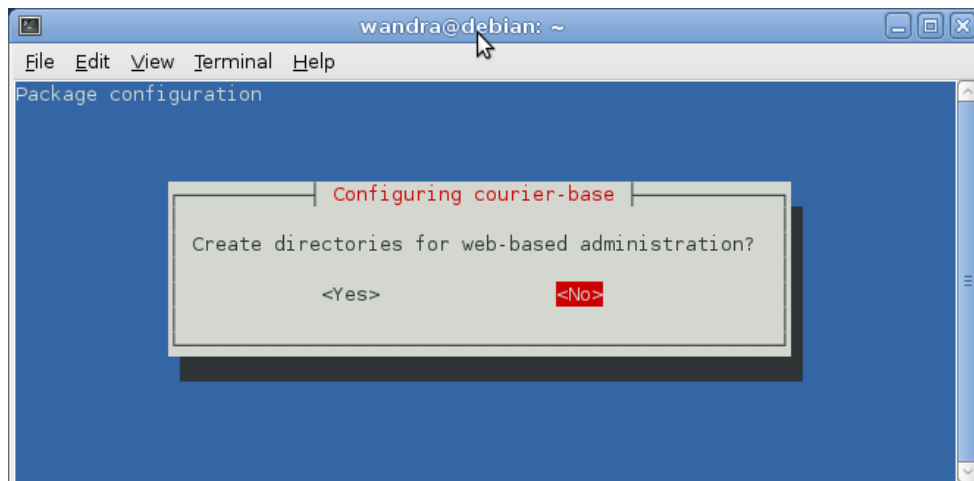 wandra@debian: ~
File Edit View Terminal Help
Package configuration
Configuring courier-base
Create directories for web-based administration?
<Yes> <No>